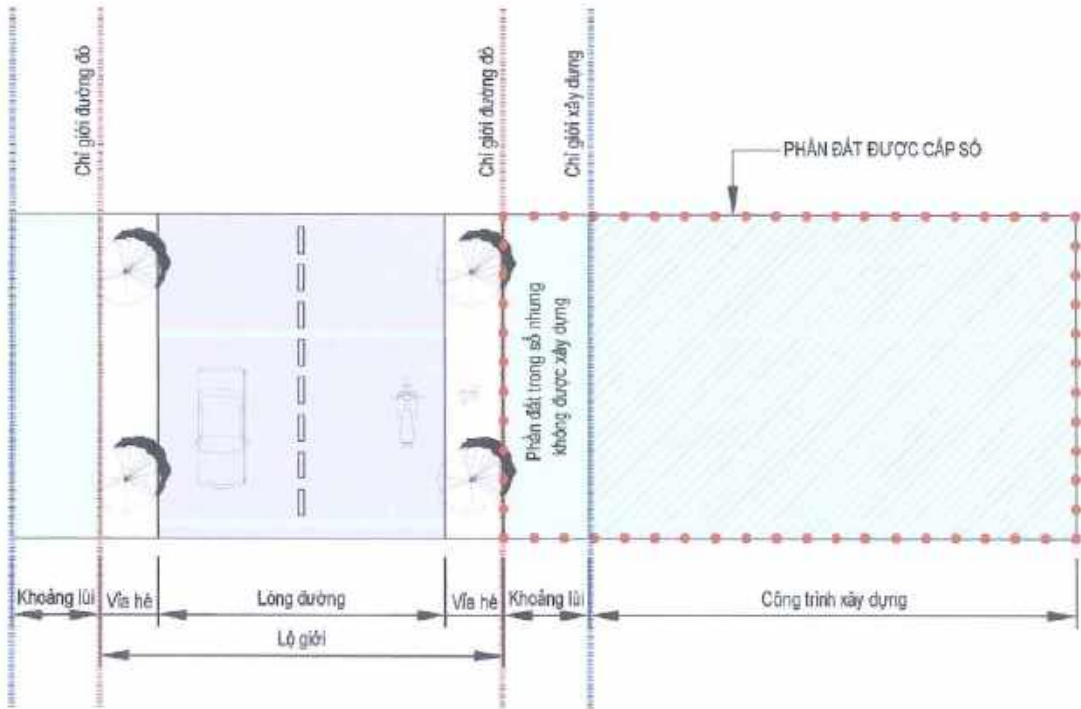 Chỉ giới đường đỏ
Chỉ giới đường đỏ
Chỉ giới xây dựng
PHẦN ĐẤT ĐƯỢC CẤP SỔ
Phần đất trong sổ nhưng
không được xây dựng
Khoảng lùi
Vỉa hè
Lòng đường
Vỉa hè
Khoảng lùi
Công trình xây dựng
Lộ giới